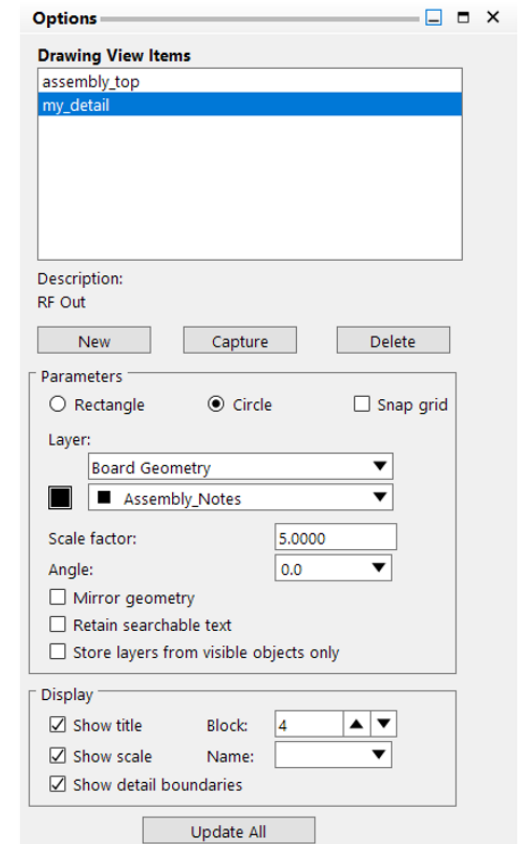 Options
Drawing View Items
assembly_top
my_detail
Description:
RF Out
New Capture Delete
Parameters
Rectangle Circle Snap grid
Layer:
Board Geometry
Assembly_Notes
Scale factor: 5.0000
Angle: 0.0
Mirror geometry
Retain searchable text
Store layers from visible objects only
Display
Show title Block: 4
Show scale Name:
Show detail boundaries
Update All